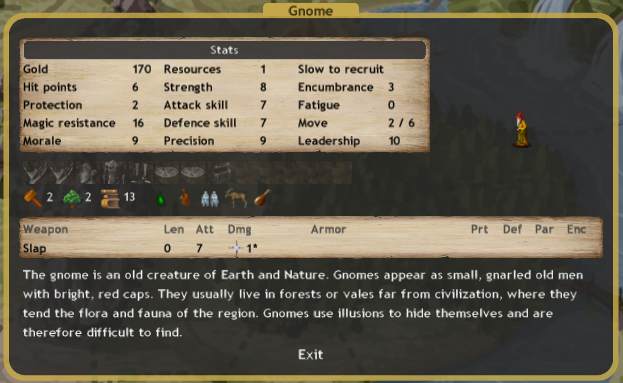 Gnome
Stats
Gold 170 Resources 1 Slow to recruit
Hit points 6 Strength 8 Encumbrance 3
Protection 2 Attack skill 7 Fatigue 0
Magic resistance 16 Defence skill 7 Move 2 / 6
Morale 9 Precision 9 Leadership 10
2 2 13
Weapon Len Att Dmg Armor Prt Def Par Enc
Slap 0 7 1*
The gnome is an old creature of Earth and Nature. Gnomes appear as small, gnarled old men
with bright, red caps. They usually live in forests or vales far from civilization, where they
tend the flora and fauna of the region. Gnomes use illusions to hide themselves and are
therefore difficult to find.
Exit